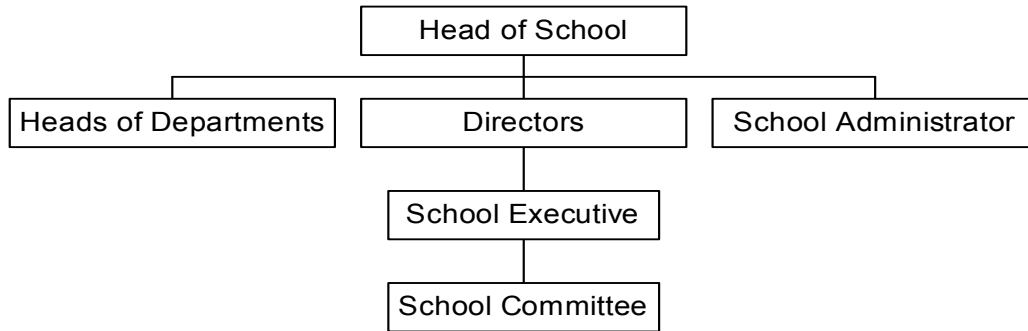 Head of School
Heads of Departments
Directors
School Administrator
School Executive
School Committee